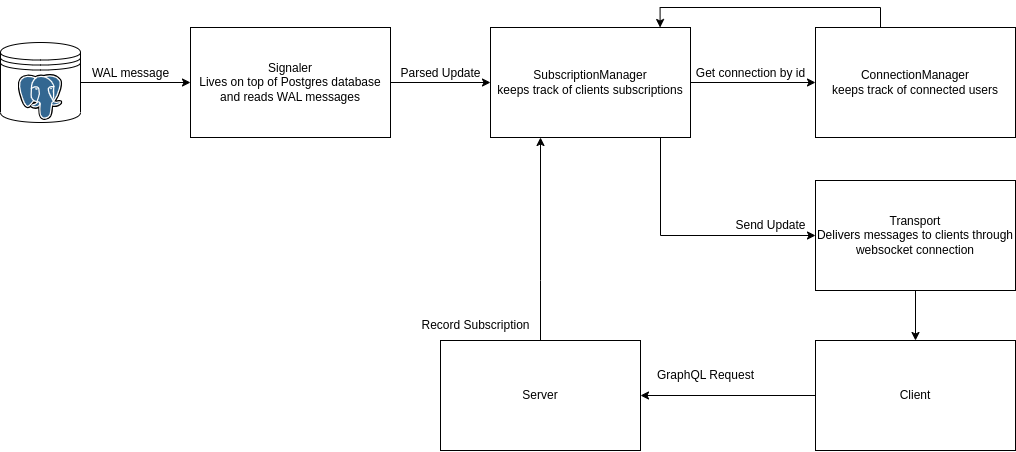 WAL message
Signaler
Lives on top of Postgres database
and reads WAL messages
Parsed Update
SubscriptionManager
keeps track of clients subscriptions
Get connection by id
ConnectionManager
keeps track of connected users
Send Update
Transport
Delivers messages to clients through
websocket connection
Record Subscription
Server
GraphQL Request
Client